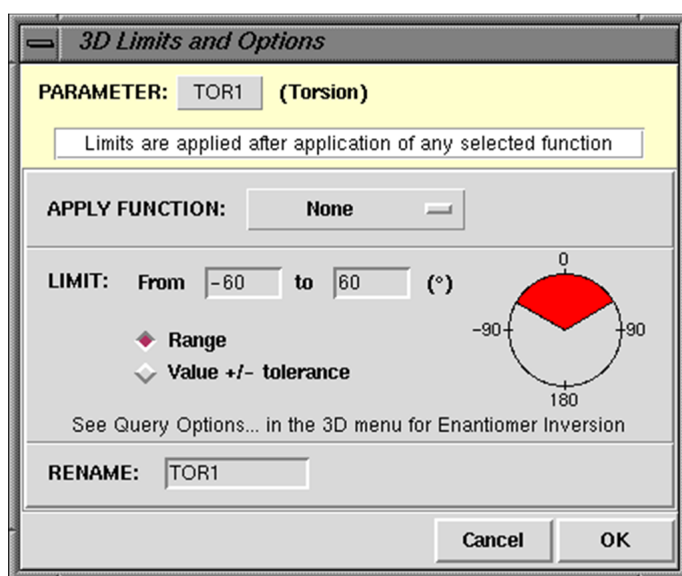 3D Limits and Options
PARAMETER: TOR1 (Torsion)
Limits are applied after application of any selected function
APPLY FUNCTION: None
LIMIT: From -60 to 60 (°)
0
-90 90
180
Range
Value +/- tolerance
See Query Options... in the 3D menu for Enantiomer Inversion
RENAME: TOR1
Cancel OK